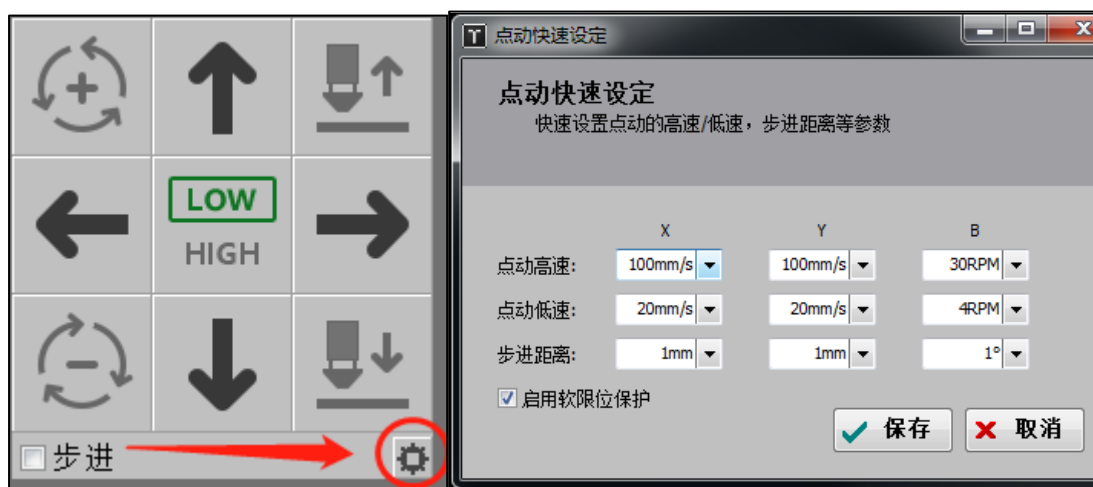 LOW
HIGH
步进
点动快速设定
点动快速设定
快速设置点动的高速/低速，步进距离等参数
X Y B
点动高速: 100mm/s 100mm/s 30RPM
点动低速: 20mm/s 20mm/s 4RPM
步进距离: 1mm 1mm 1°
启用软限位保护
保存 取消